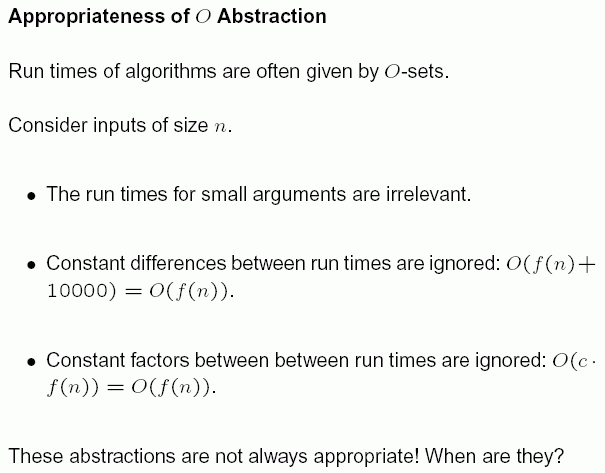 Appropriateness of O Abstraction
Run times of algorithms are often given by O-sets.
Consider inputs of size n.
• The run times for small arguments are irrelevant.
• Constant differences between run times are ignored: O(f(n)+
10000) = O(f(n)).
• Constant factors between between run times are ignored: O(c ·
f(n)) = O(f(n)).
These abstractions are not always appropriate! When are they?